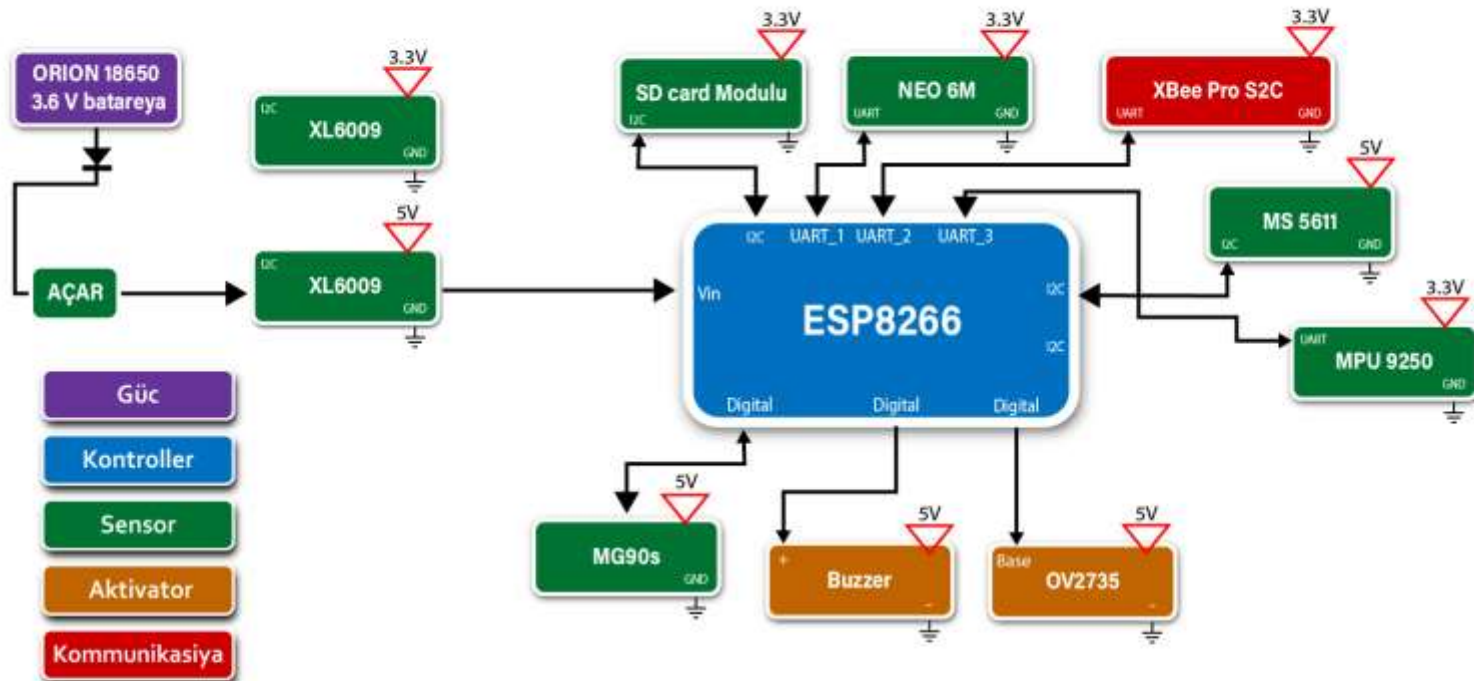 ORION 18650
3.6 V batareya
3.3V
I2C
XL6009
GND
5V
I2C
XL6009
GND
AÇAR
3.3V
SD card Modulu
I2C
3.3V
NEO 6M
UART
GND
3.3V
XBee Pro S2C
UART
GND
5V
MS 5611
I2C
GND
3.3V
UART
MPU 9250
GND
I2C
UART_1
UART_2
UART_3
Vin
I2C
ESP8266
I2C
Digital
Digital
Digital
5V
MG90s
GND
5V
+
Buzzer
-
5V
Base
OV2735
-
Güc
Kontroller
Sensor
Aktivator
Kommunikasiya